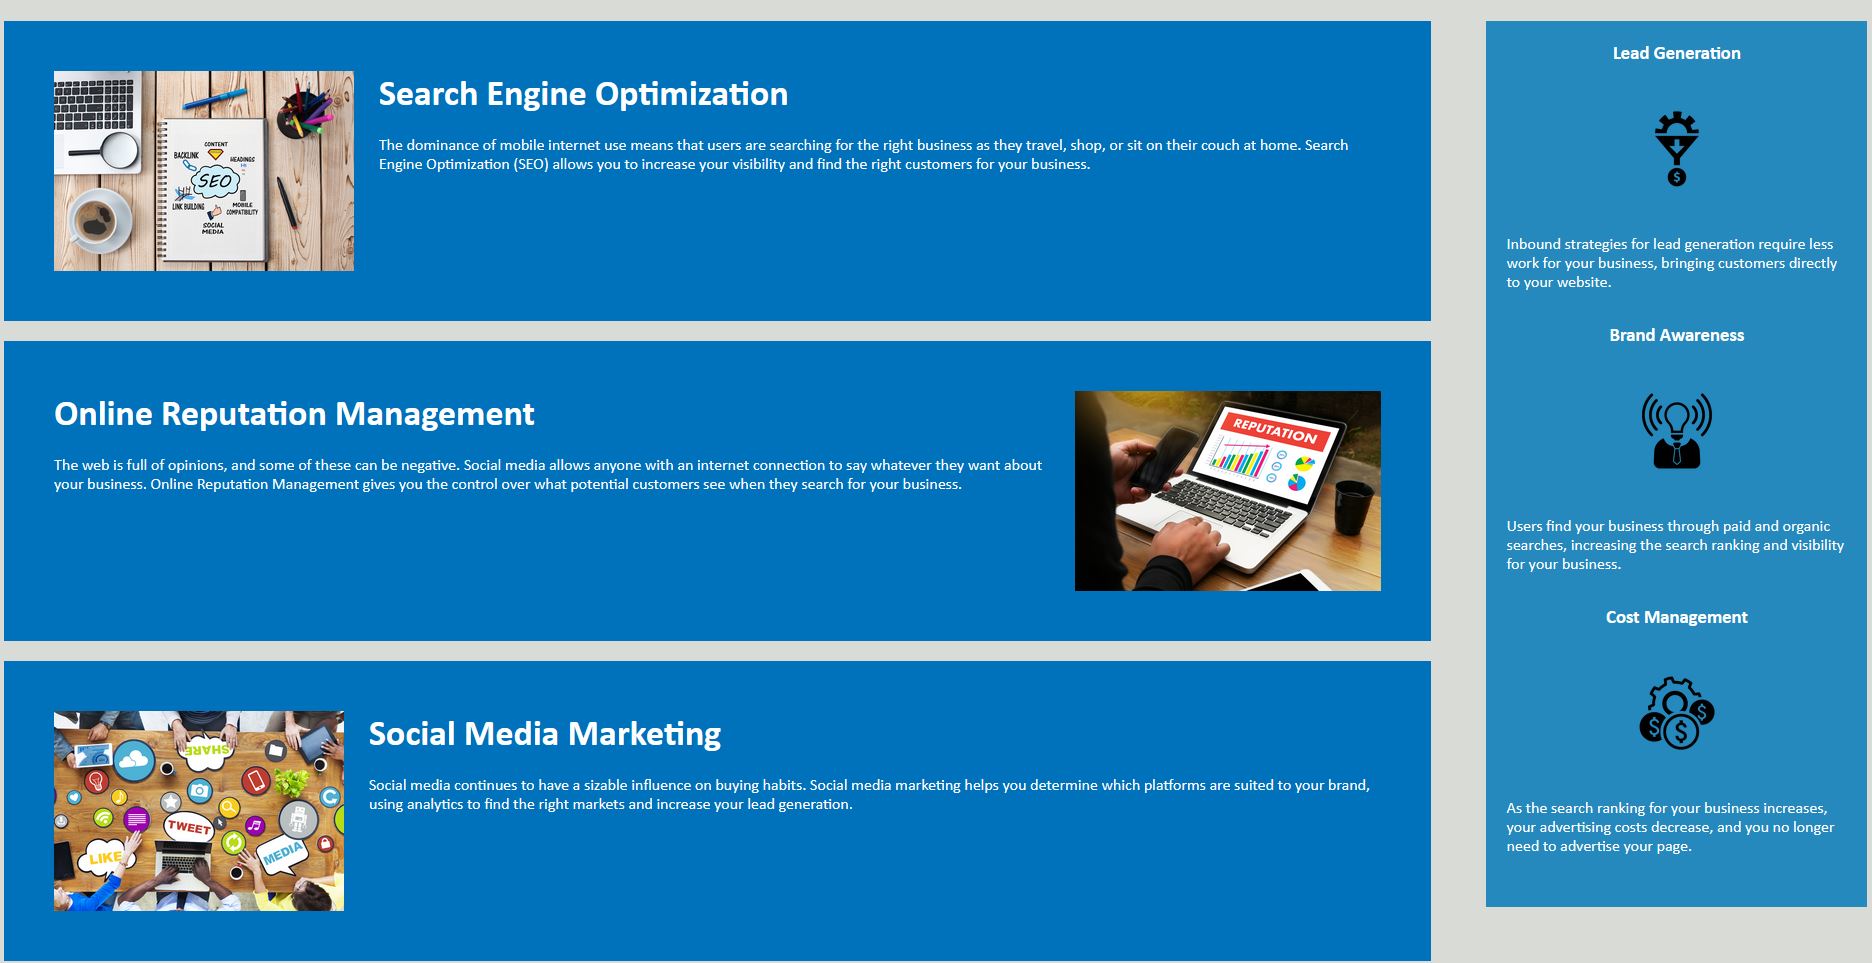 Search Engine Optimization
The dominance of mobile internet use means that users are searching for the right business as they travel, shop, or sit on their couch at home. Search
Engine Optimization (SEO) allows you to increase your visibility and find the right customers for your business.
CONTENT
BACKLINK
HEADINGS
SEO
LINK BUILDING
MOBILE
COMPATIBILITY
SOCIAL
MEDIA
Online Reputation Management
The web is full of opinions, and some of these can be negative. Social media allows anyone with an internet connection to say whatever they want about
your business. Online Reputation Management gives you the control over what potential customers see when they search for your business.
REPUTATION
Social Media Marketing
Social media continues to have a sizable influence on buying habits. Social media marketing helps you determine which platforms are suited to your brand,
using analytics to find the right markets and increase your lead generation.
SHARE
TWEET
LIKE
MEDIA
Lead Generation
$
Inbound strategies for lead generation require less
work for your business, bringing customers directly
to your website.
Brand Awareness
Users find your business through paid and organic
searches, increasing the search ranking and visibility
for your business.
Cost Management
$ $ $
As the search ranking for your business increases,
your advertising costs decrease, and you no longer
need to advertise your page.